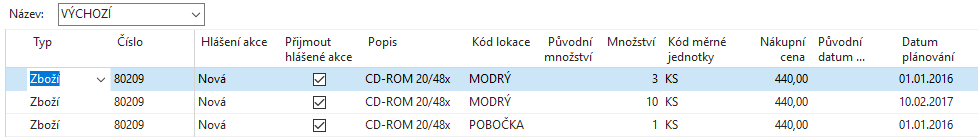 Název: VÝCHOZÍ
Typ Číslo Hlášení akce Přijmout hlášené akce Popis Kód lokace Původní množství Množství Kód měrné jednotky Nákupní cena Původní datum ... Datum plánování
Zboží 80209 Nová CD-ROM 20/48x MODRÝ 3 KS 440,00 01.01.2016
Zboží 80209 Nová CD-ROM 20/48x MODRÝ 10 KS 440,00 10.02.2017
Zboží 80209 Nová CD-ROM 20/48x POBOČKA 1 KS 440,00 01.01.2016